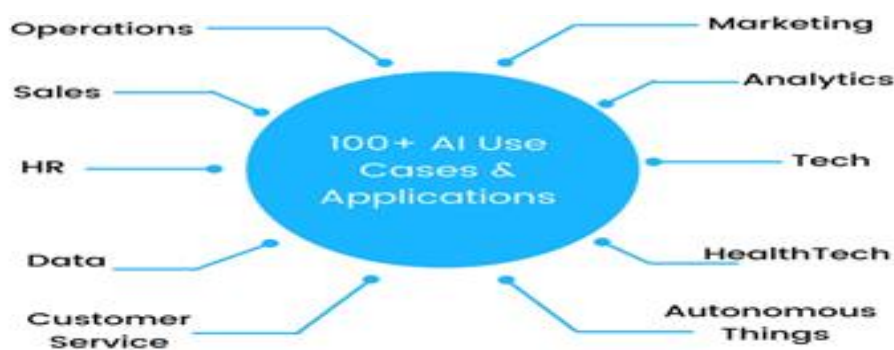 Operations
Sales
HR
Data
Customer
Service
100+ AI Use
Cases &
Applications
Marketing
Analytics
Tech
HealthTech
Autonomous
Things